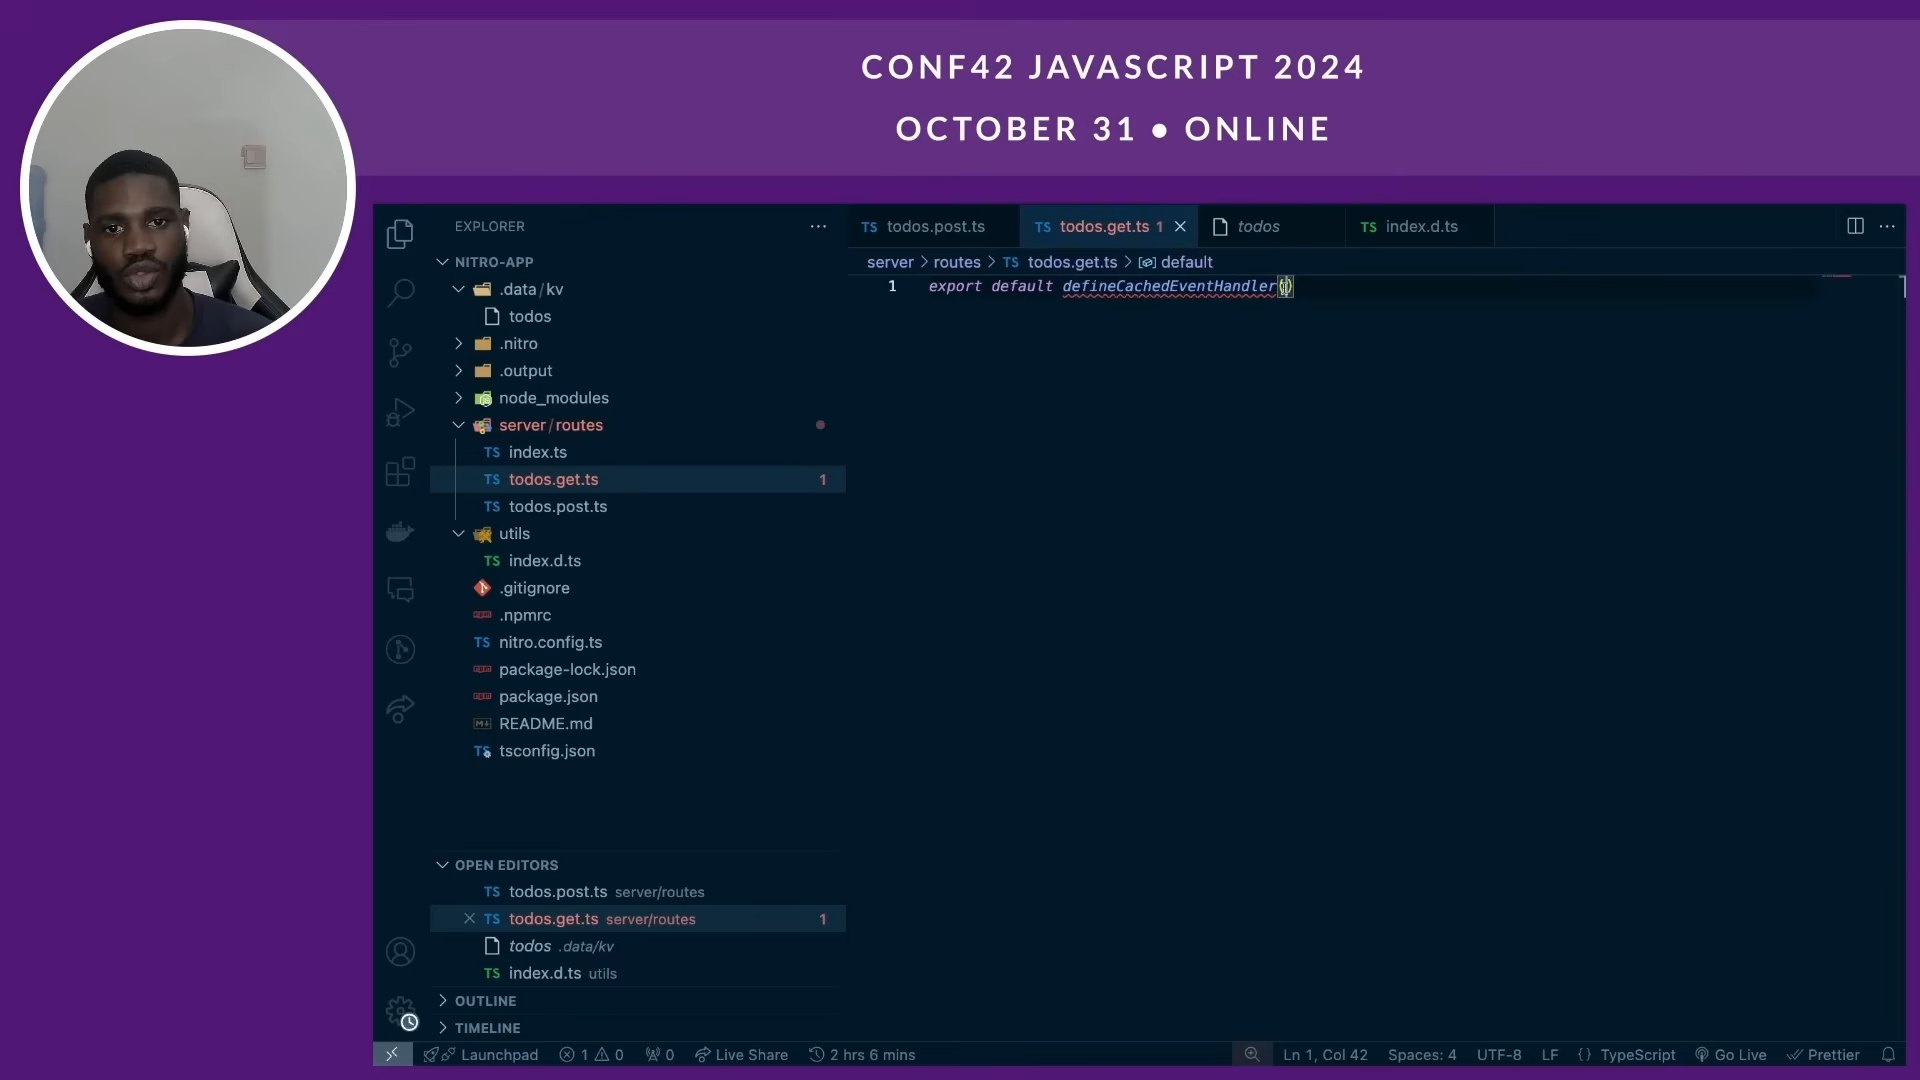 CONF42 JAVASCRIPT 2024
OCTOBER 31 ● ONLINE
EXPLORER
TS todos.post.ts
TS todos.get.ts 1
todos
TS index.d.ts
server > routes > TS todos.get.ts > default
NITRO-APP
1 export default defineCachedEventHandler()
.data/kv
todos
.nitro
.output
node_modules
server/routes
TS index.ts
TS todos.get.ts 1
TS todos.post.ts
utils
TS index.d.ts
.gitignore
.npmrc
TS nitro.config.ts
package-lock.json
package.json
README.md
tsconfig.json
OPEN EDITORS
TS todos.post.ts server/routes
TS todos.get.ts server/routes 1
todos .data/kv
TS index.d.ts utils
OUTLINE
TIMELINE
Launchpad 1 0 0 Live Share 2 hrs 6 mins Ln 1, Col 42 Spaces: 4 UTF-8 LF {} TypeScript Go Live Prettier